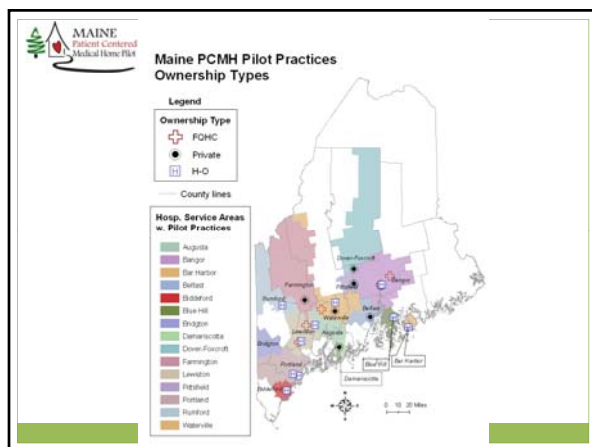 MAINE
Patient Centered
Medical Home Pilot
Maine PCMH Pilot Practices
Ownership Types
Legend
Ownership Type
FQHC
Private
H-O
County lines
Hosp. Service Areas
w. Pilot Practices
Augusta
Bangor
Bar Harbor
Belfast
Biddeford
Blue Hill
Bridgton
Damariscotta
Dover-Foxcroft
Farmington
Lewiston
Pittsfield
Portland
Rumford
Waterville
Dover-Foxcroft
Pittsfield
Bangor
Farmington
Rumford
Waterville
Belfast
Lewiston
Augusta
Bridgton
Blue Hill
Bar Harbor
Portland
Damariscotta
Biddeford
0 10 20 Miles